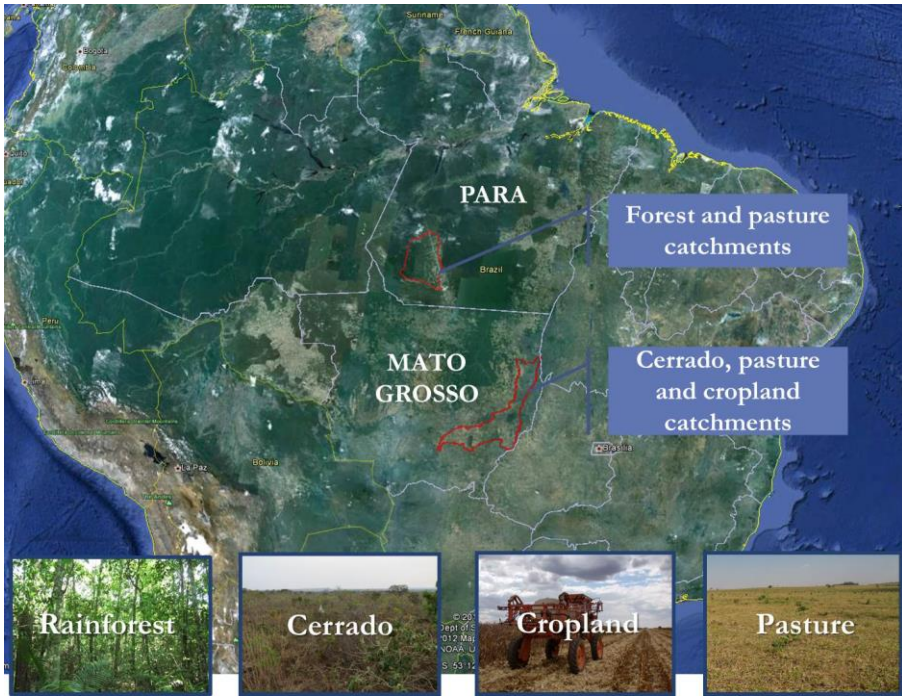 Suriname
French Guiana
Bogota
Colombia
PARA
Forest and pasture
catchments
Brazil
Peru
MATO
GROSSO
Cerrado, pasture
and cropland
catchments
Brasilia
La Paz
Bolivia
Rainforest
Cerrado
Cropland
Pasture